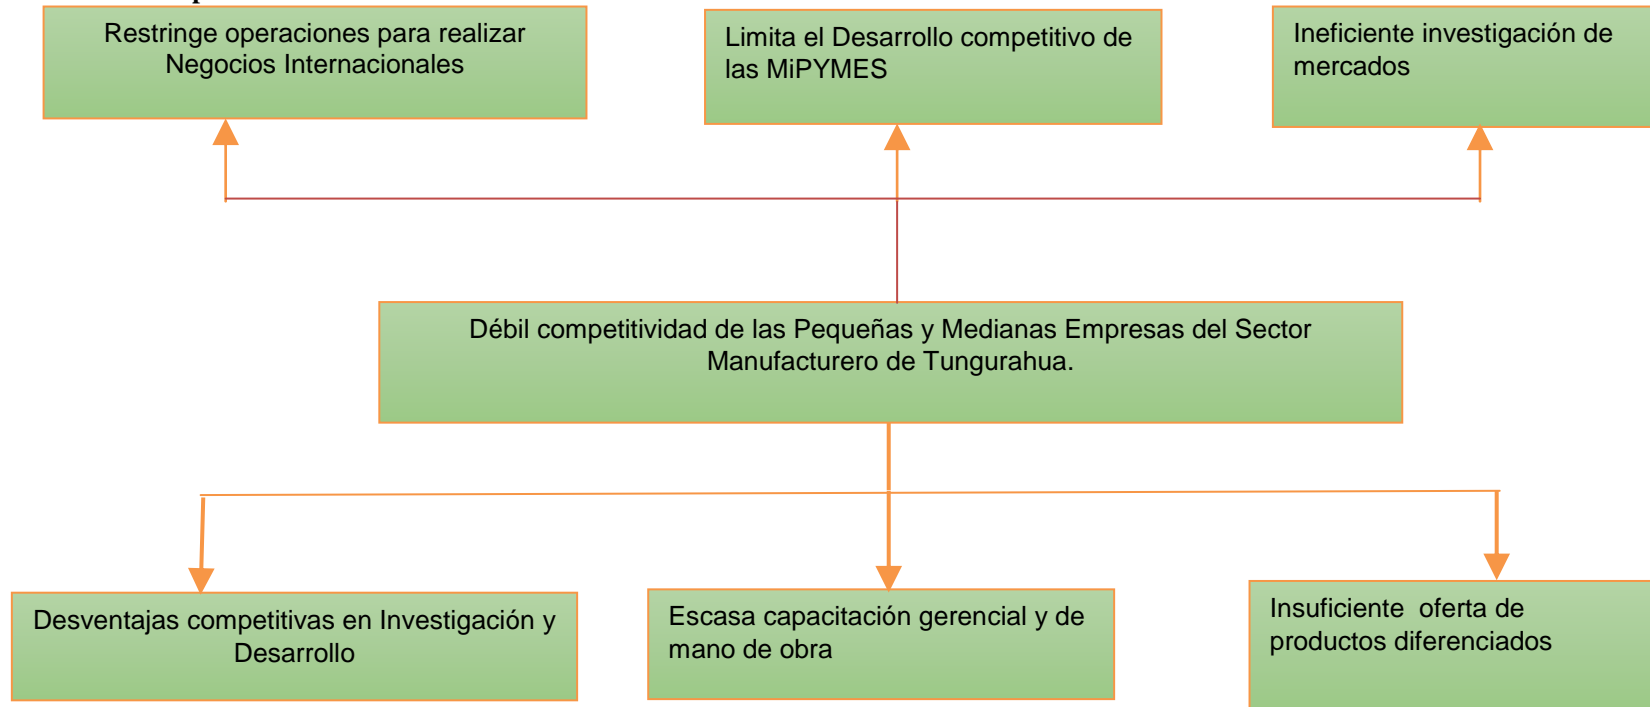 Restringe operaciones para realizar
Negocios Internacionales
Limita el Desarrollo competitivo de
las MiPYMES
Ineficiente investigación de
mercados
Débil competitividad de las Pequeñas y Medianas Empresas del Sector
Manufacturero de Tungurahua.
Desventajas competitivas en Investigación y
Desarrollo
Escasa capacitación gerencial y de
mano de obra
Insuficiente oferta de
productos diferenciados